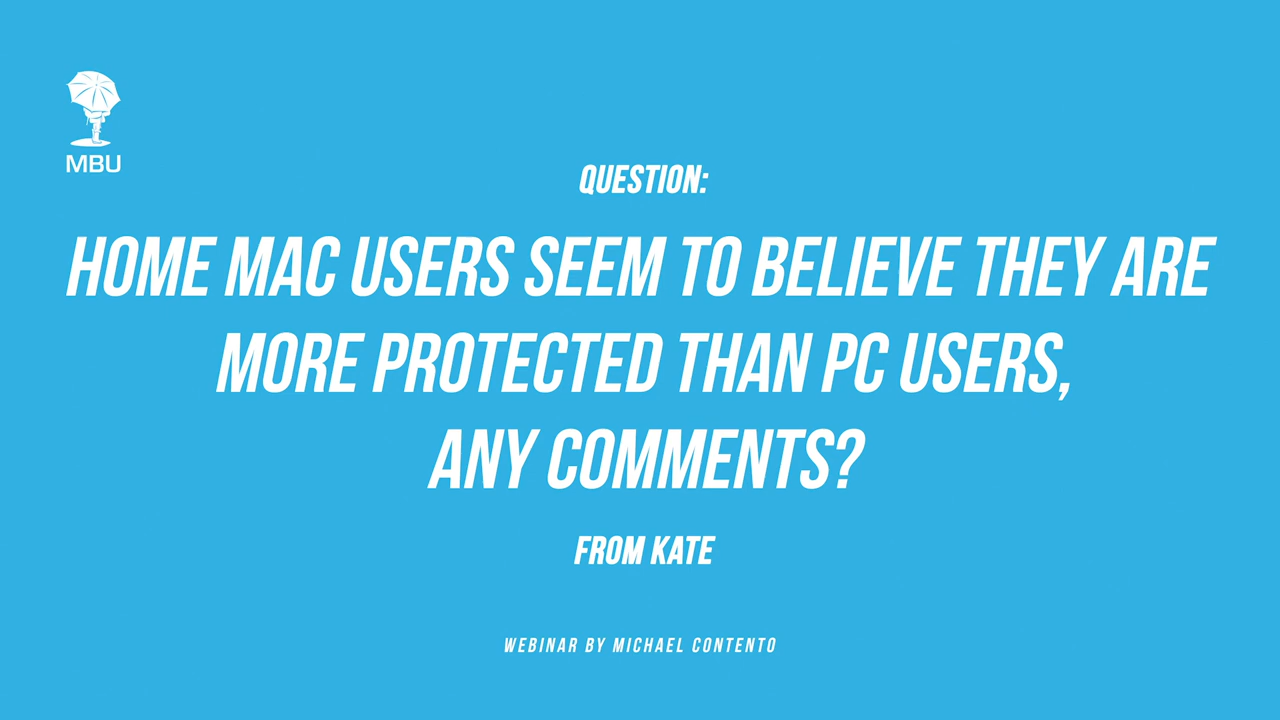 MBU
QUESTION:
HOME MAC USERS SEEM TO BELIEVE THEY ARE
MORE PROTECTED THAN PC USERS,
ANY COMMENTS?
FROM KATE
WEBINAR BY MICHAEL CONTENTO